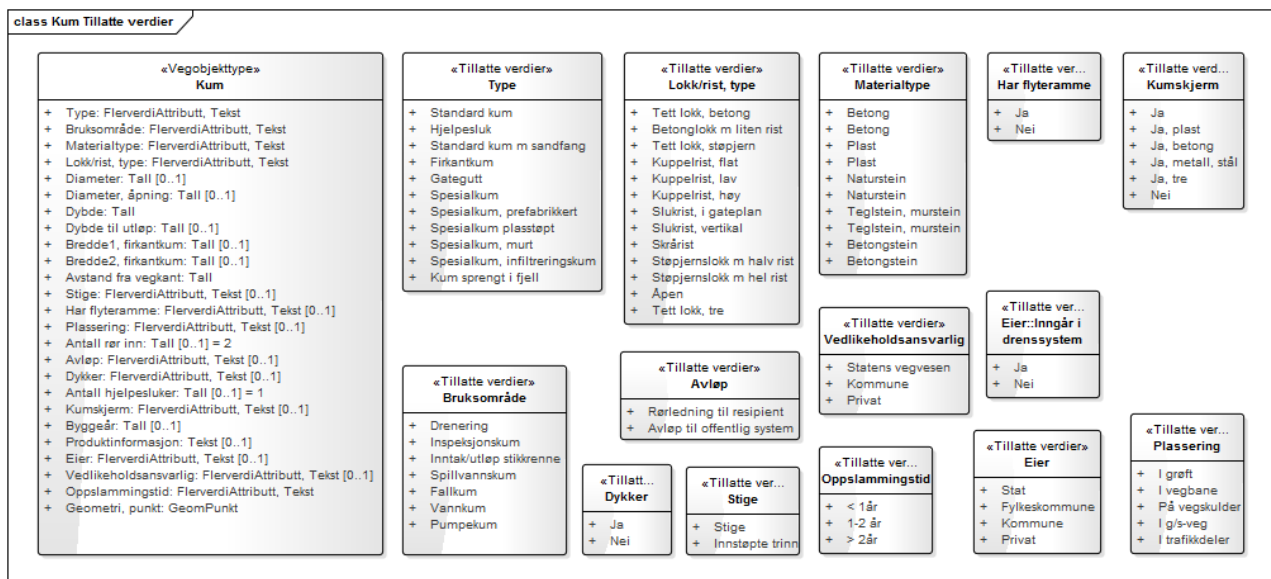 class Kum Tillatte verdier
«Vegobjekttype»
Kum
+ Type: FlerverdiAttributt, Tekst
+ Bruksområde: FlerverdiAttributt, Tekst
+ Materialtype: FlerverdiAttributt, Tekst
+ Lokk/rist, type: FlerverdiAttributt, Tekst
+ Diameter: Tall [0..1]
+ Diameter, åpning: Tall [0..1]
+ Dybde: Tall
+ Dybde til utløp: Tall [0..1]
+ Bredde1, firkantkum: Tall [0..1]
+ Bredde2, firkantkum: Tall [0..1]
+ Avstand fra vegkant: Tall
+ Stige: FlerverdiAttributt, Tekst [0..1]
+ Har flyteramme: FlerverdiAttributt, Tekst [0..1]
+ Plassering: FlerverdiAttributt, Tekst [0..1]
+ Antall rør inn: Tall [0..1] = 2
+ Avløp: FlerverdiAttributt, Tekst [0..1]
+ Dykker: FlerverdiAttributt, Tekst [0..1]
+ Antall hjelpesluker: Tall [0..1] = 1
+ Kumskjerm: FlerverdiAttributt, Tekst [0..1]
+ Byggeår: Tall [0..1]
+ Produktinformasjon: Tekst [0..1]
+ Eier: FlerverdiAttributt, Tekst [0..1]
+ Vedlikeholdsansvarlig: FlerverdiAttributt, Tekst [0..1]
+ Oppslammingstid: FlerverdiAttributt, Tekst
+ Geometri, punkt: GeomPunkt
«Tillatte verdier»
Type
+ Standard kum
+ Hjelpesluk
+ Standard kum m sandfang
+ Firkantkum
+ Gategutt
+ Spesialkum
+ Spesialkum, prefabrikkert
+ Spesialkum plasstøpt
+ Spesialkum, murt
+ Spesialkum, infiltreringskum
+ Kum sprengt i fjell
«Tillatte verdier»
Lokk/rist, type
+ Tett lokk, betong
+ Betonglokk m liten rist
+ Tett lokk, støpjern
+ Kuppelrist, flat
+ Kuppelrist, lav
+ Kuppelrist, høy
+ Slukrist, i gateplan
+ Slukrist, vertikal
+ Skrårist
+ Støpjernslokk m halv rist
+ Støpjernslokk m hel rist
+ Åpen
+ Tett lokk, tre
«Tillatte verdier»
Materialtype
+ Betong
+ Betong
+ Plast
+ Plast
+ Naturstein
+ Naturstein
+ Teglstein, murstein
+ Teglstein, murstein
+ Betongstein
+ Betongstein
«Tillatte ver...
Har flyteramme
+ Ja
+ Nei
«Tillatte verd...
Kumskjerm
+ Ja
+ Ja, plast
+ Ja, betong
+ Ja, metall, stål
+ Ja, tre
+ Nei
«Tillatte verdier»
Bruksområde
+ Drenering
+ Inspeksjonskum
+ Inntak/utløp stikkrenne
+ Spillvannskum
+ Fallkum
+ Vannkum
+ Pumpekum
«Tillatte verdier»
Avløp
+ Rørledning til resipient
+ Avløp til offentlig system
«Tillatte verdier»
Vedlikeholdsansvarlig
+ Statens vegvesen
+ Kommune
+ Privat
«Tillatte ver...
Eier::Inngår i
drenssystem
+ Ja
+ Nei
«Tillatt...
Dykker
+ Ja
+ Nei
«Tillatte ver...
Stige
+ Stige
+ Innstøpte trinn
«Tillatte ver...
Oppslammingstid
+ < 1år
+ 1-2 år
+ > 2år
«Tillatte verdier»
Eier
+ Stat
+ Fylkeskommune
+ Kommune
+ Privat
«Tillatte ver...
Plassering
+ I grøft
+ I vegbane
+ På vegskulder
+ I g/s-veg
+ I trafikkdeler